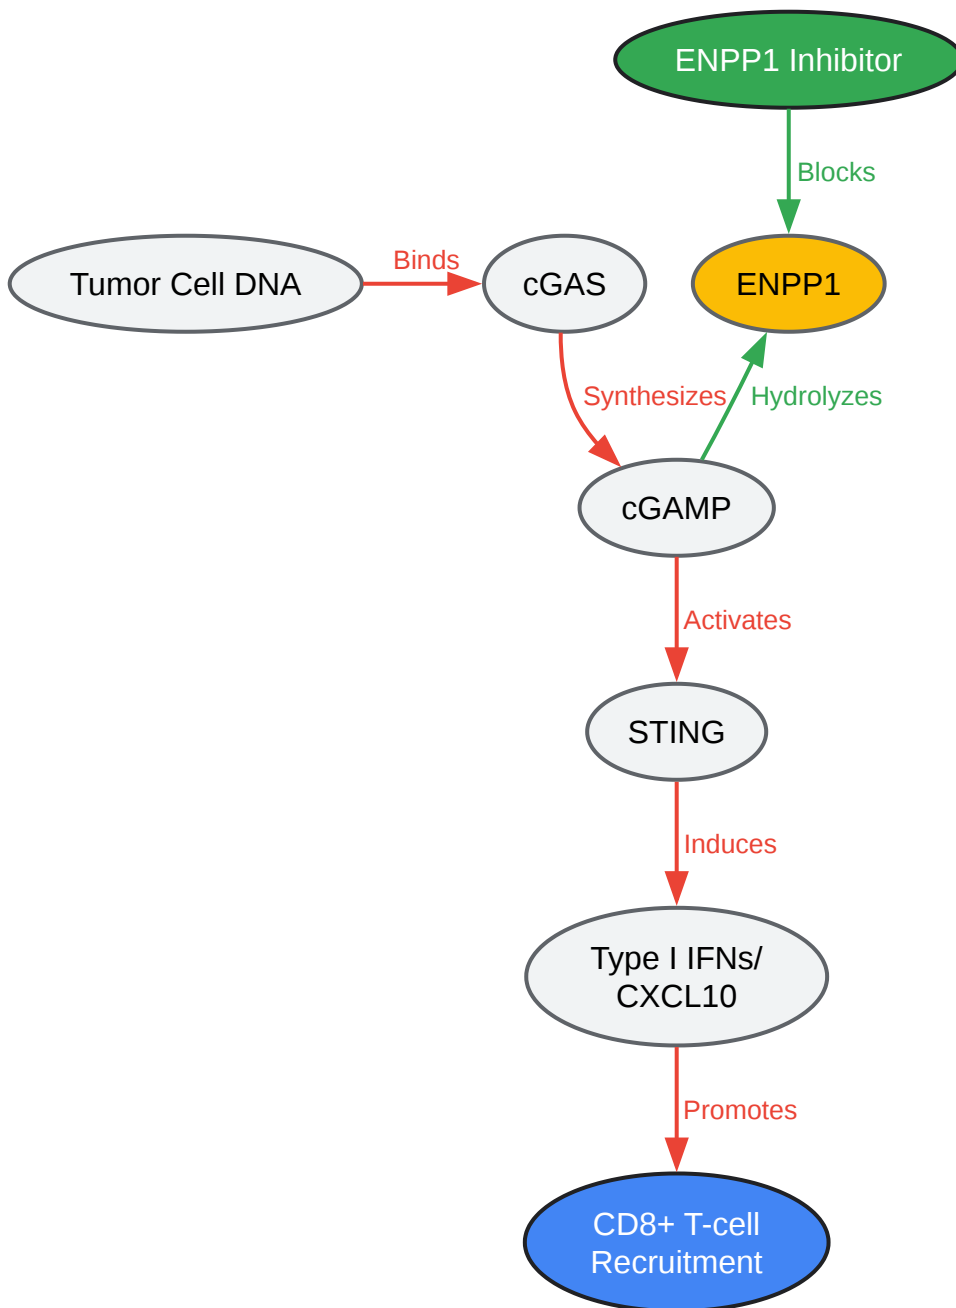 ENPP1 Inhibitor
Blocks
Binds
Tumor Cell DNA
cGAS
ENPP1
Synthesizes
Hydrolyzes
cGAMP
Activates
STING
Induces
Type I IFNs/
CXCL10
Promotes
CD8+ T-cell
Recruitment